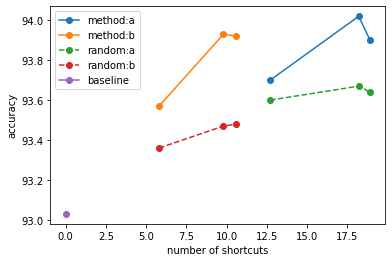 94.0
93.8
93.6
93.4
93.2
93.0
accuracy
method:a
method:b
random:a
random:b
baseline
0.0 2.5 5.0 7.5 10.0 12.5 15.0 17.5
number of shortcuts